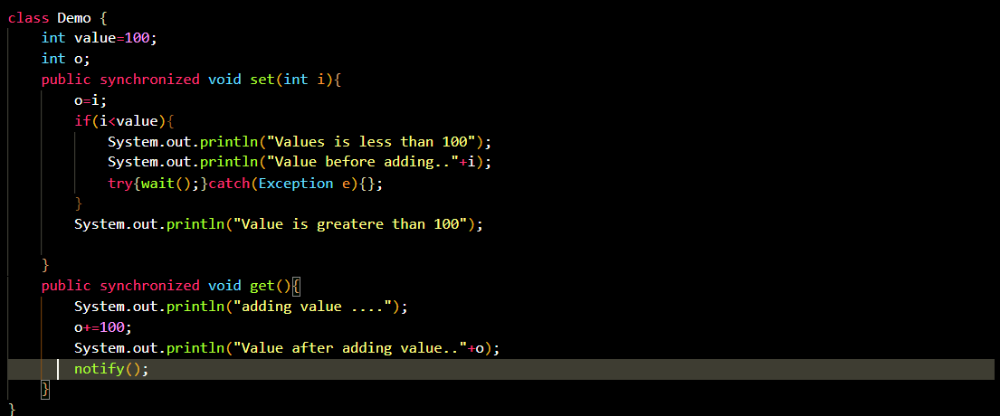 class Demo {
int value=100;
int o;
public synchronized void set(int i){
o=i;
if(i<value){
System.out.println("Values is less than 100");
System.out.println("Value before adding.."+i);
try{wait();}catch(Exception e){};
}
System.out.println("Value is greatere than 100");
}
public synchronized void get(){
System.out.println("adding value ....");
o+=100;
System.out.println("Value after adding value.."+o);
notify();
}
}